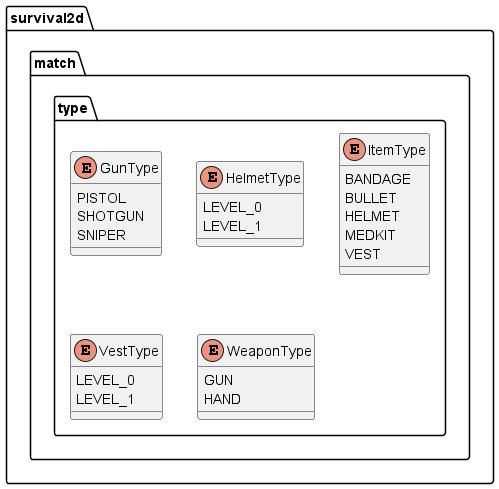 survival2d
match
type
E GunType
PISTOL
SHOTGUN
SNIPER
E HelmetType
LEVEL_0
LEVEL_1
E ItemType
BANDAGE
BULLET
HELMET
MEDKIT
VEST
E VestType
LEVEL_0
LEVEL_1
E WeaponType
GUN
HAND